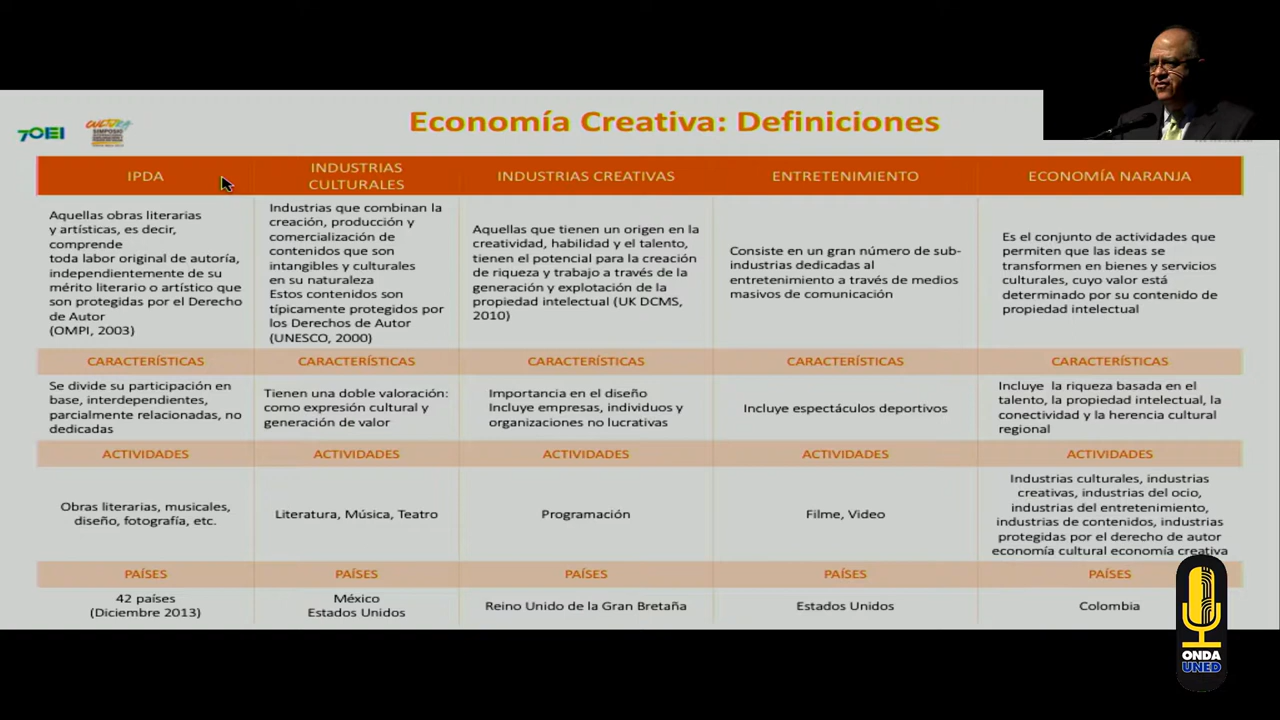 Economía Creativa: Definiciones
7OEI
CULTURA
SIMPOSIO
IPDA
INDUSTRIAS
CULTURALES
INDUSTRIAS CREATIVAS
ENTRETENIMIENTO
ECONOMÍA NARANJA
Aquellas obras literarias
y artísticas, es decir,
comprende
toda labor original de autoría,
independientemente de su
mérito literario o artístico que
son protegidas por el Derecho
de Autor
(OMPI, 2003)
Industrias que combinan la
creación, producción y
comercialización de
contenidos que son
intangibles y culturales
en su naturaleza
Estos contenidos son
típicamente protegidos por
los Derechos de Autor
(UNESCO, 2000)
Aquellas que tienen un origen en la
creatividad, habilidad y el talento,
tienen el potencial para la creación
de riqueza y trabajo a través de la
generación y explotación de la
propiedad intelectual (UK DCMS,
2010)
Consiste en un gran número de sub-
industrias dedicadas al
entretenimiento a través de medios
masivos de comunicación
Es el conjunto de actividades que
permiten que las ideas se
transformen en bienes y servicios
culturales, cuyo valor está
determinado por su contenido de
propiedad intelectual
CARACTERÍSTICAS
CARACTERÍSTICAS
CARACTERÍSTICAS
CARACTERÍSTICAS
CARACTERÍSTICAS
Se divide su participación en
base, interdependientes,
parcialmente relacionadas, no
dedicadas
Tienen una doble valoración:
como expresión cultural y
generación de valor
Importancia en el diseño
Incluye empresas, individuos y
organizaciones no lucrativas
Incluye espectáculos deportivos
Incluye la riqueza basada en el
talento, la propiedad intelectual, la
conectividad y la herencia cultural
regional
ACTIVIDADES
ACTIVIDADES
ACTIVIDADES
ACTIVIDADES
ACTIVIDADES
Obras literarias, musicales,
diseño, fotografía, etc.
Literatura, Música, Teatro
Programación
Filme, Video
Industrias culturales, industrias
creativas, industrias del ocio,
industrias del entretenimiento,
industrias de contenidos, industrias
protegidas por el derecho de autor
economía cultural economía creativa
PAÍSES
PAÍSES
PAÍSES
PAÍSES
PAÍSES
42 países
(Diciembre 2013)
México
Estados Unidos
Reino Unido de la Gran Bretaña
Estados Unidos
Colombia
ONDA
UNED